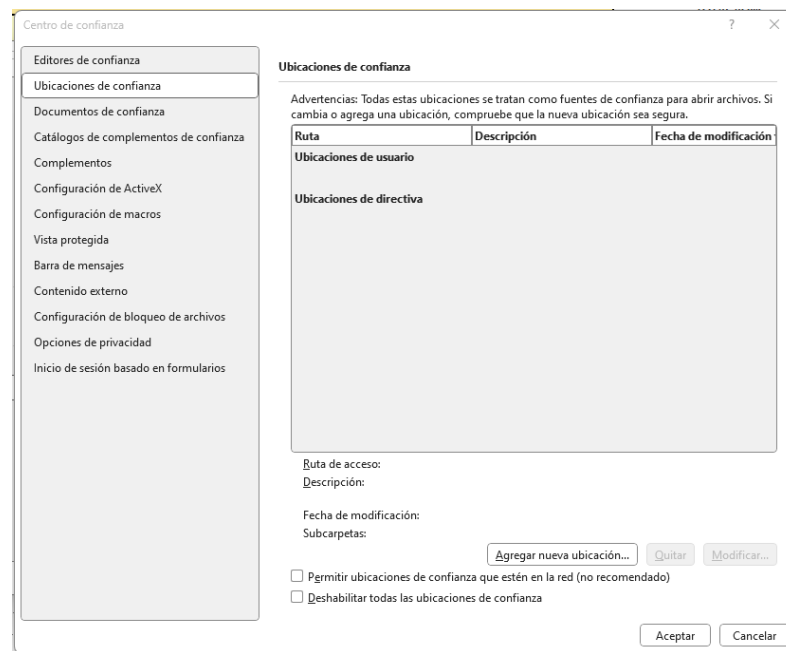 Centro de confianza
?
Editores de confianza
Ubicaciones de confianza
Documentos de confianza
Catálogos de complementos de confianza
Complementos
Configuración de ActiveX
Configuración de macros
Vista protegida
Barra de mensajes
Contenido externo
Configuración de bloqueo de archivos
Opciones de privacidad
Inicio de sesión basado en formularios
Ubicaciones de confianza
Advertencias: Todas estas ubicaciones se tratan como fuentes de confianza para abrir archivos. Si
cambia o agrega una ubicación, compruebe que la nueva ubicación sea segura.
Ruta Descripción Fecha de modificación
Ubicaciones de usuario
Ubicaciones de directiva
Ruta de acceso:
Descripción:
Fecha de modificación:
Subcarpetas:
Agregar nueva ubicación... Quitar Modificar...
Permitir ubicaciones de confianza que estén en la red (no recomendado)
Deshabilitar todas las ubicaciones de confianza
Aceptar Cancelar